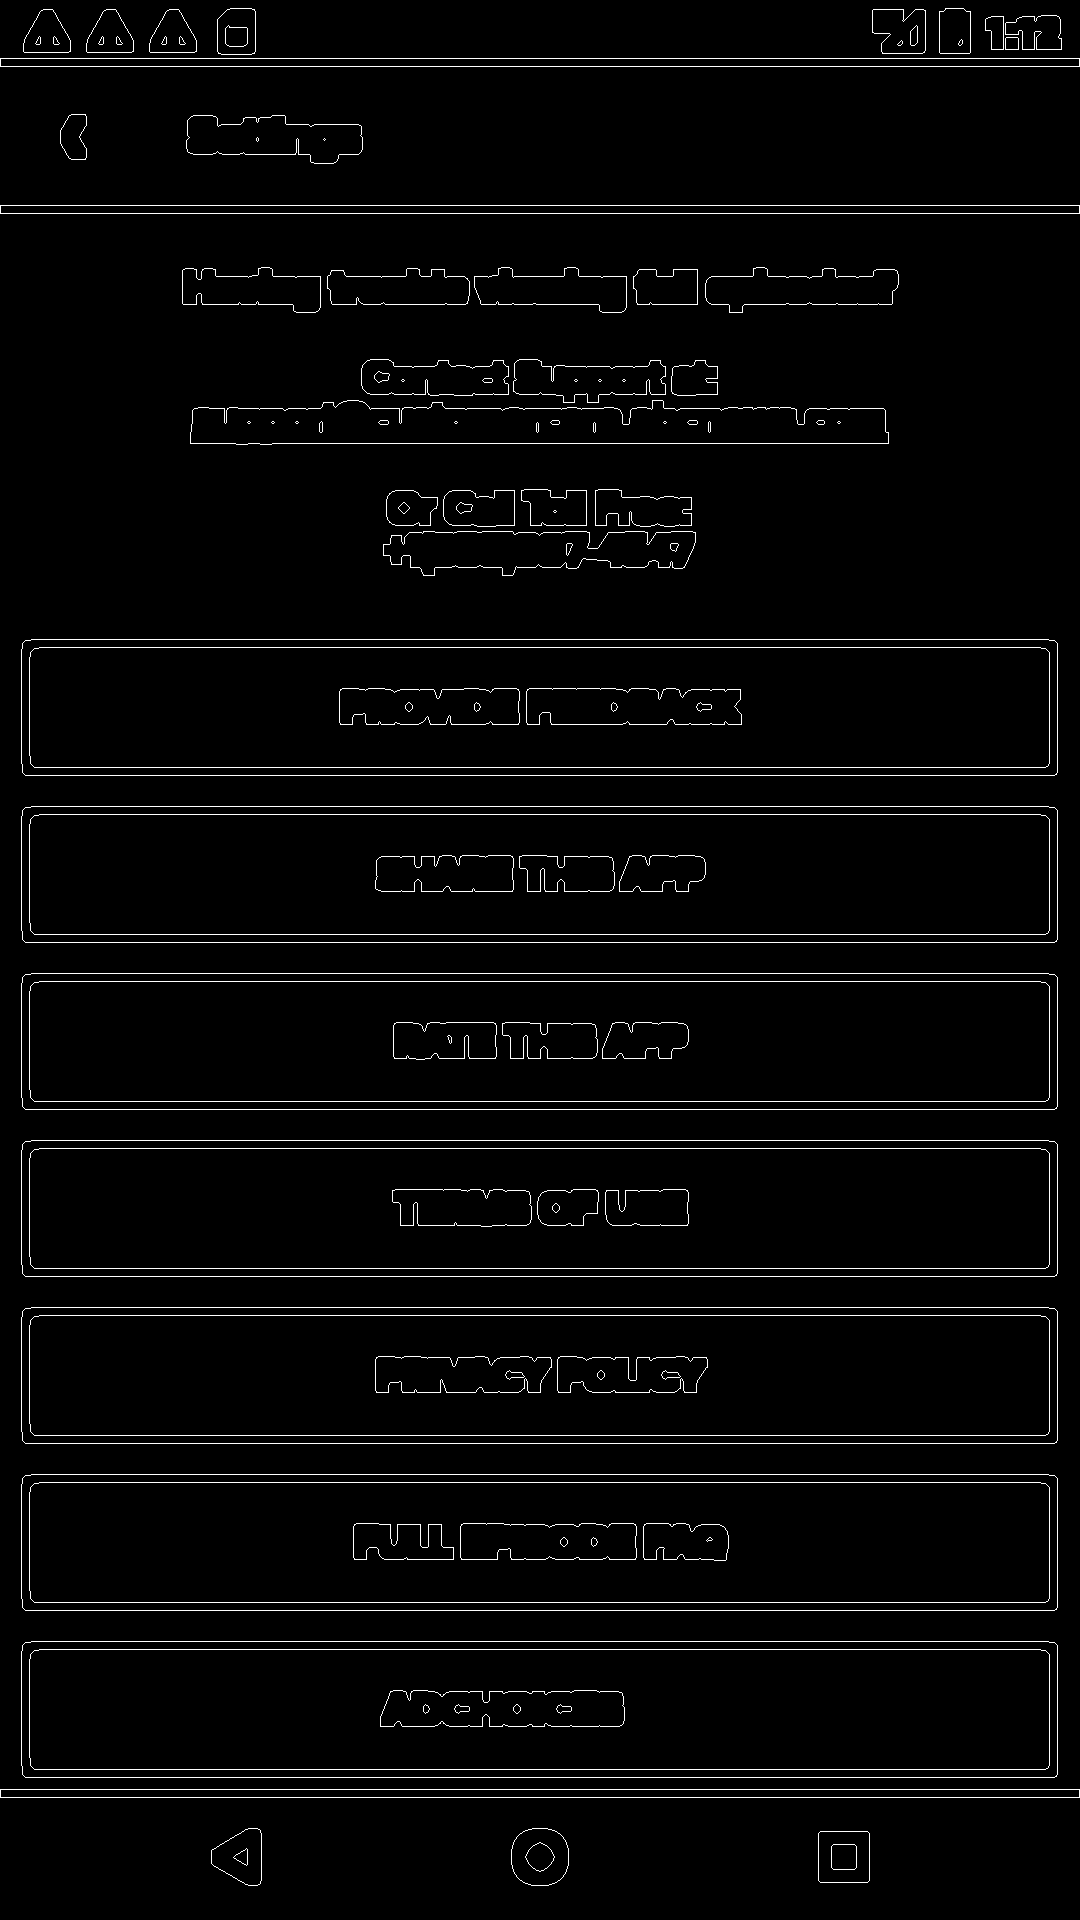 1:12
Settings
Having trouble viewing full episodes?
Contact Support at:
Or Call Toll Free:
PROVIDE FEEDBACK
SHARE THIS APP
RATE THIS APP
TERMS OF USE
PRIVACY POLICY
FULL EPISODE FAQ
ADCHOICES